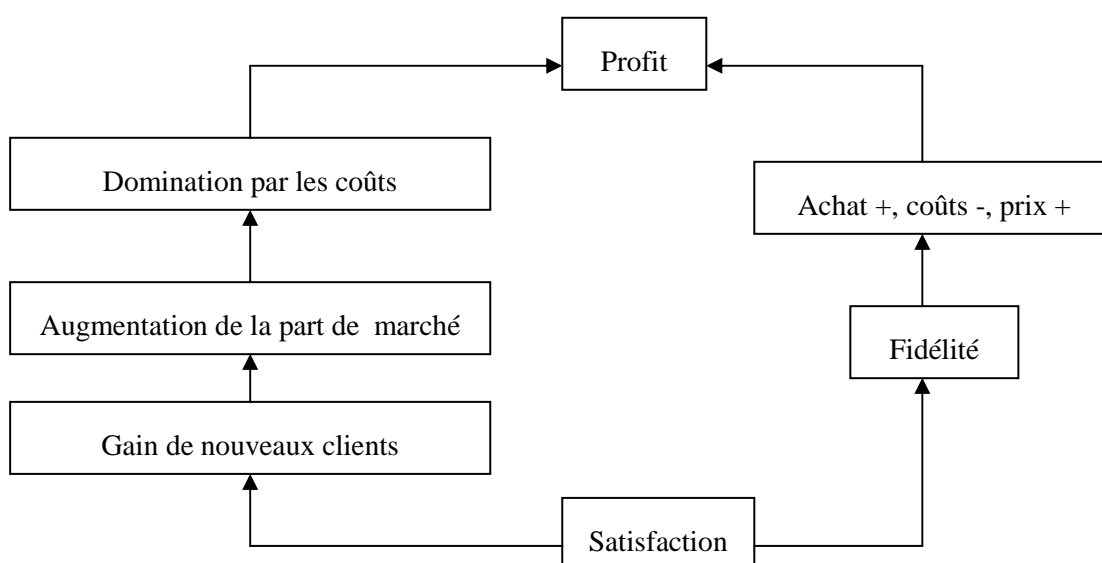 Profit
Domination par les coûts
Achat +, coûts -, prix +
Augmentation de la part de marché
Fidélité
Gain de nouveaux clients
Satisfaction